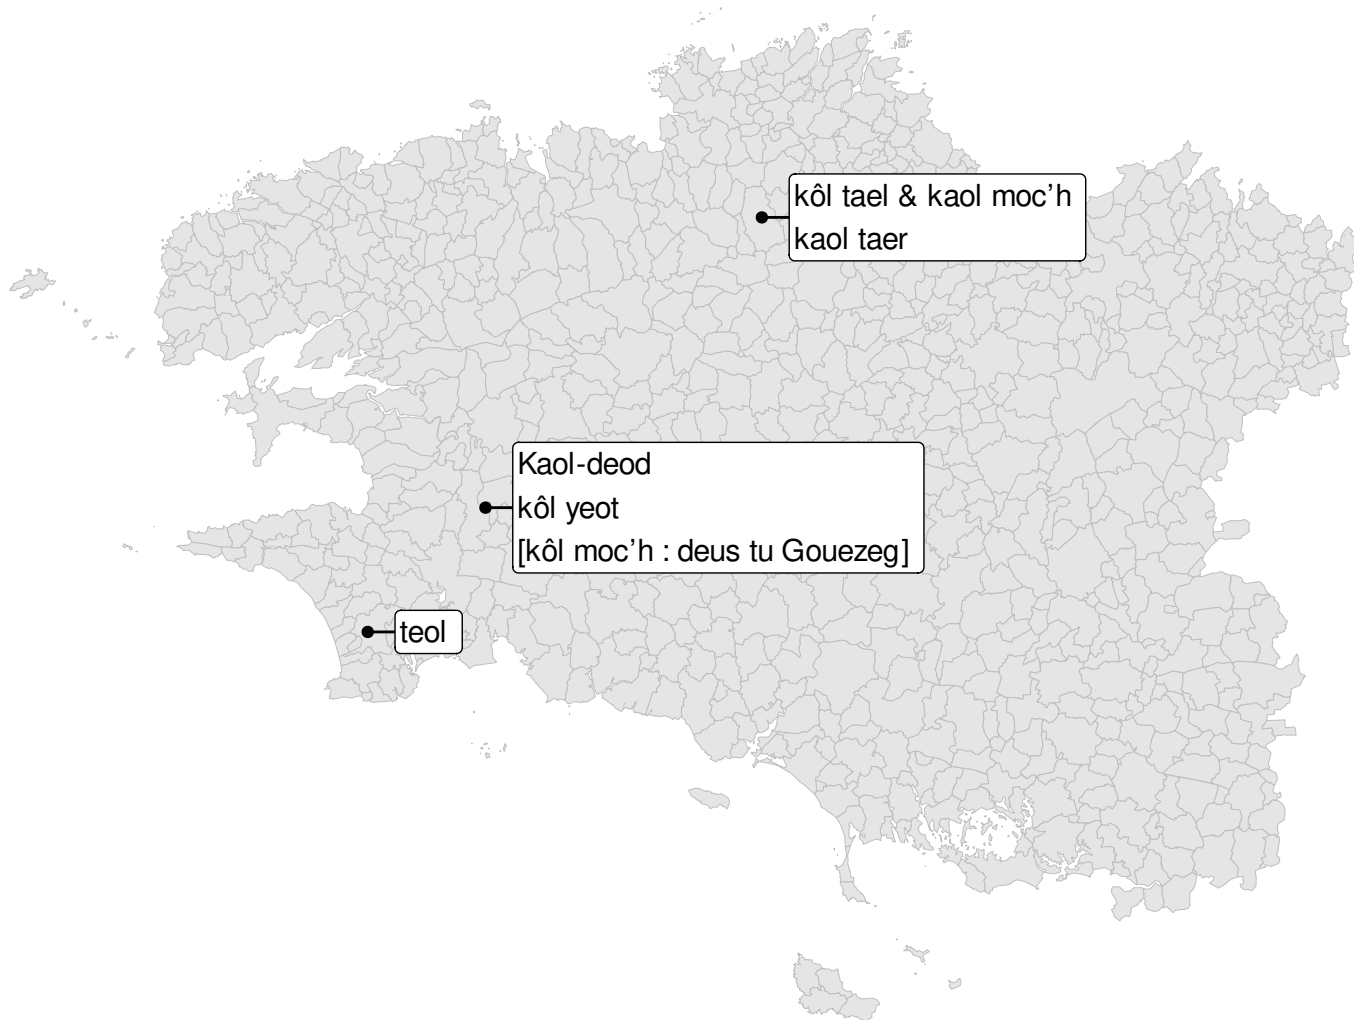 kôl tael & kaol moc’h
kaol taer
Kaol-deod
kôl yeot
[kôl moc’h : deus tu Gouezeg]
teol